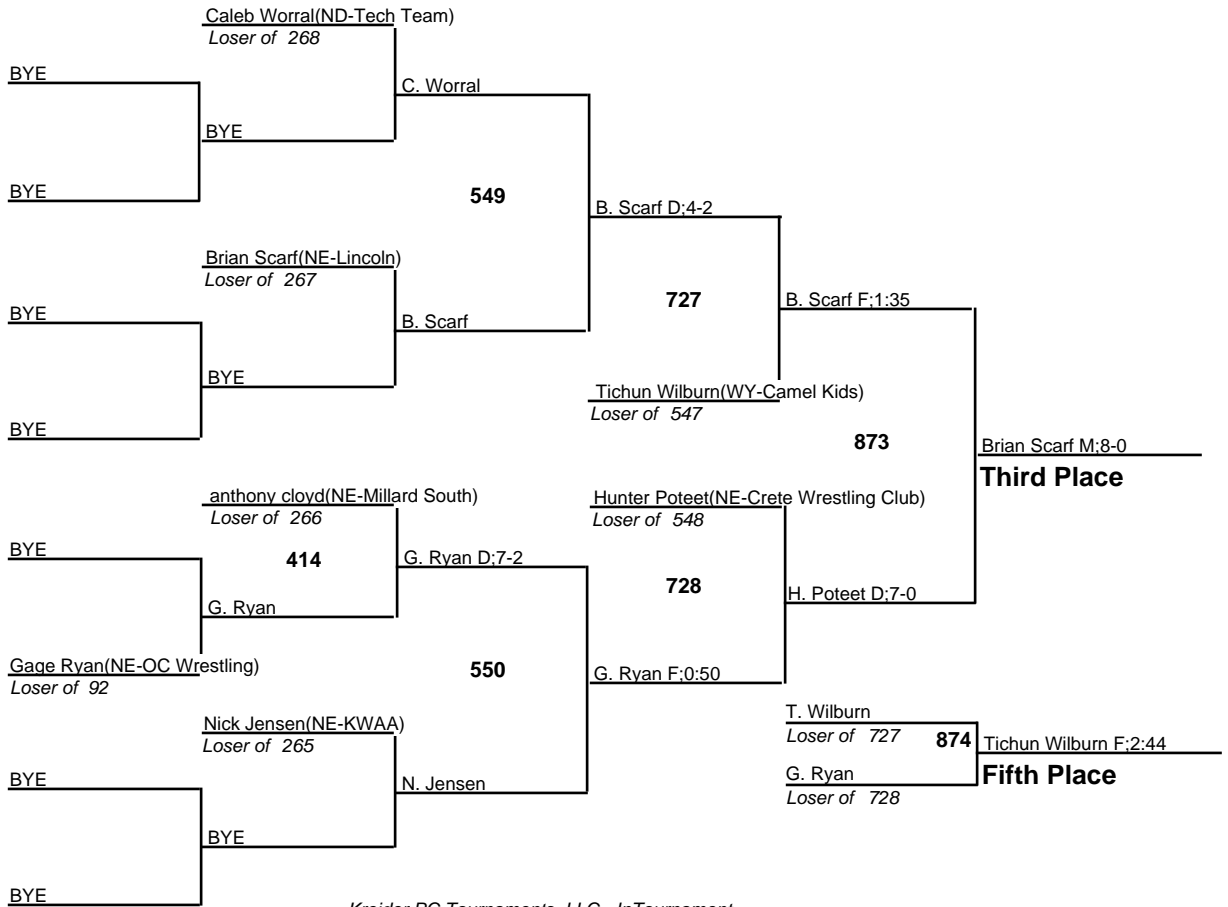 Caleb Worral(ND-Tech Team)
Loser of 268
BYE
C. Worral
BYE
BYE
549
B. Scarf D;4-2
Brian Scarf(NE-Lincoln)
Loser of 267
727
B. Scarf F;1:35
BYE
B. Scarf
BYE
Tichun Wilburn(WY-Camel Kids)
Loser of 547
BYE
873
Brian Scarf M;8-0
Third Place
anthony cloyd(NE-Millard South)
Loser of 266
Hunter Poteet(NE-Crete Wrestling Club)
Loser of 548
BYE
414
G. Ryan D;7-2
728
H. Poteet D;7-0
G. Ryan
Gage Ryan(NE-OC Wrestling)
Loser of 92
550
G. Ryan F;0:50
Nick Jensen(NE-KWAA)
Loser of 265
T. Wilburn
Loser of 727
874
Tichun Wilburn F;2:44
Fifth Place
BYE
N. Jensen
G. Ryan
Loser of 728
BYE
BYE
Kreider PC Tournaments, LLC - InTournament